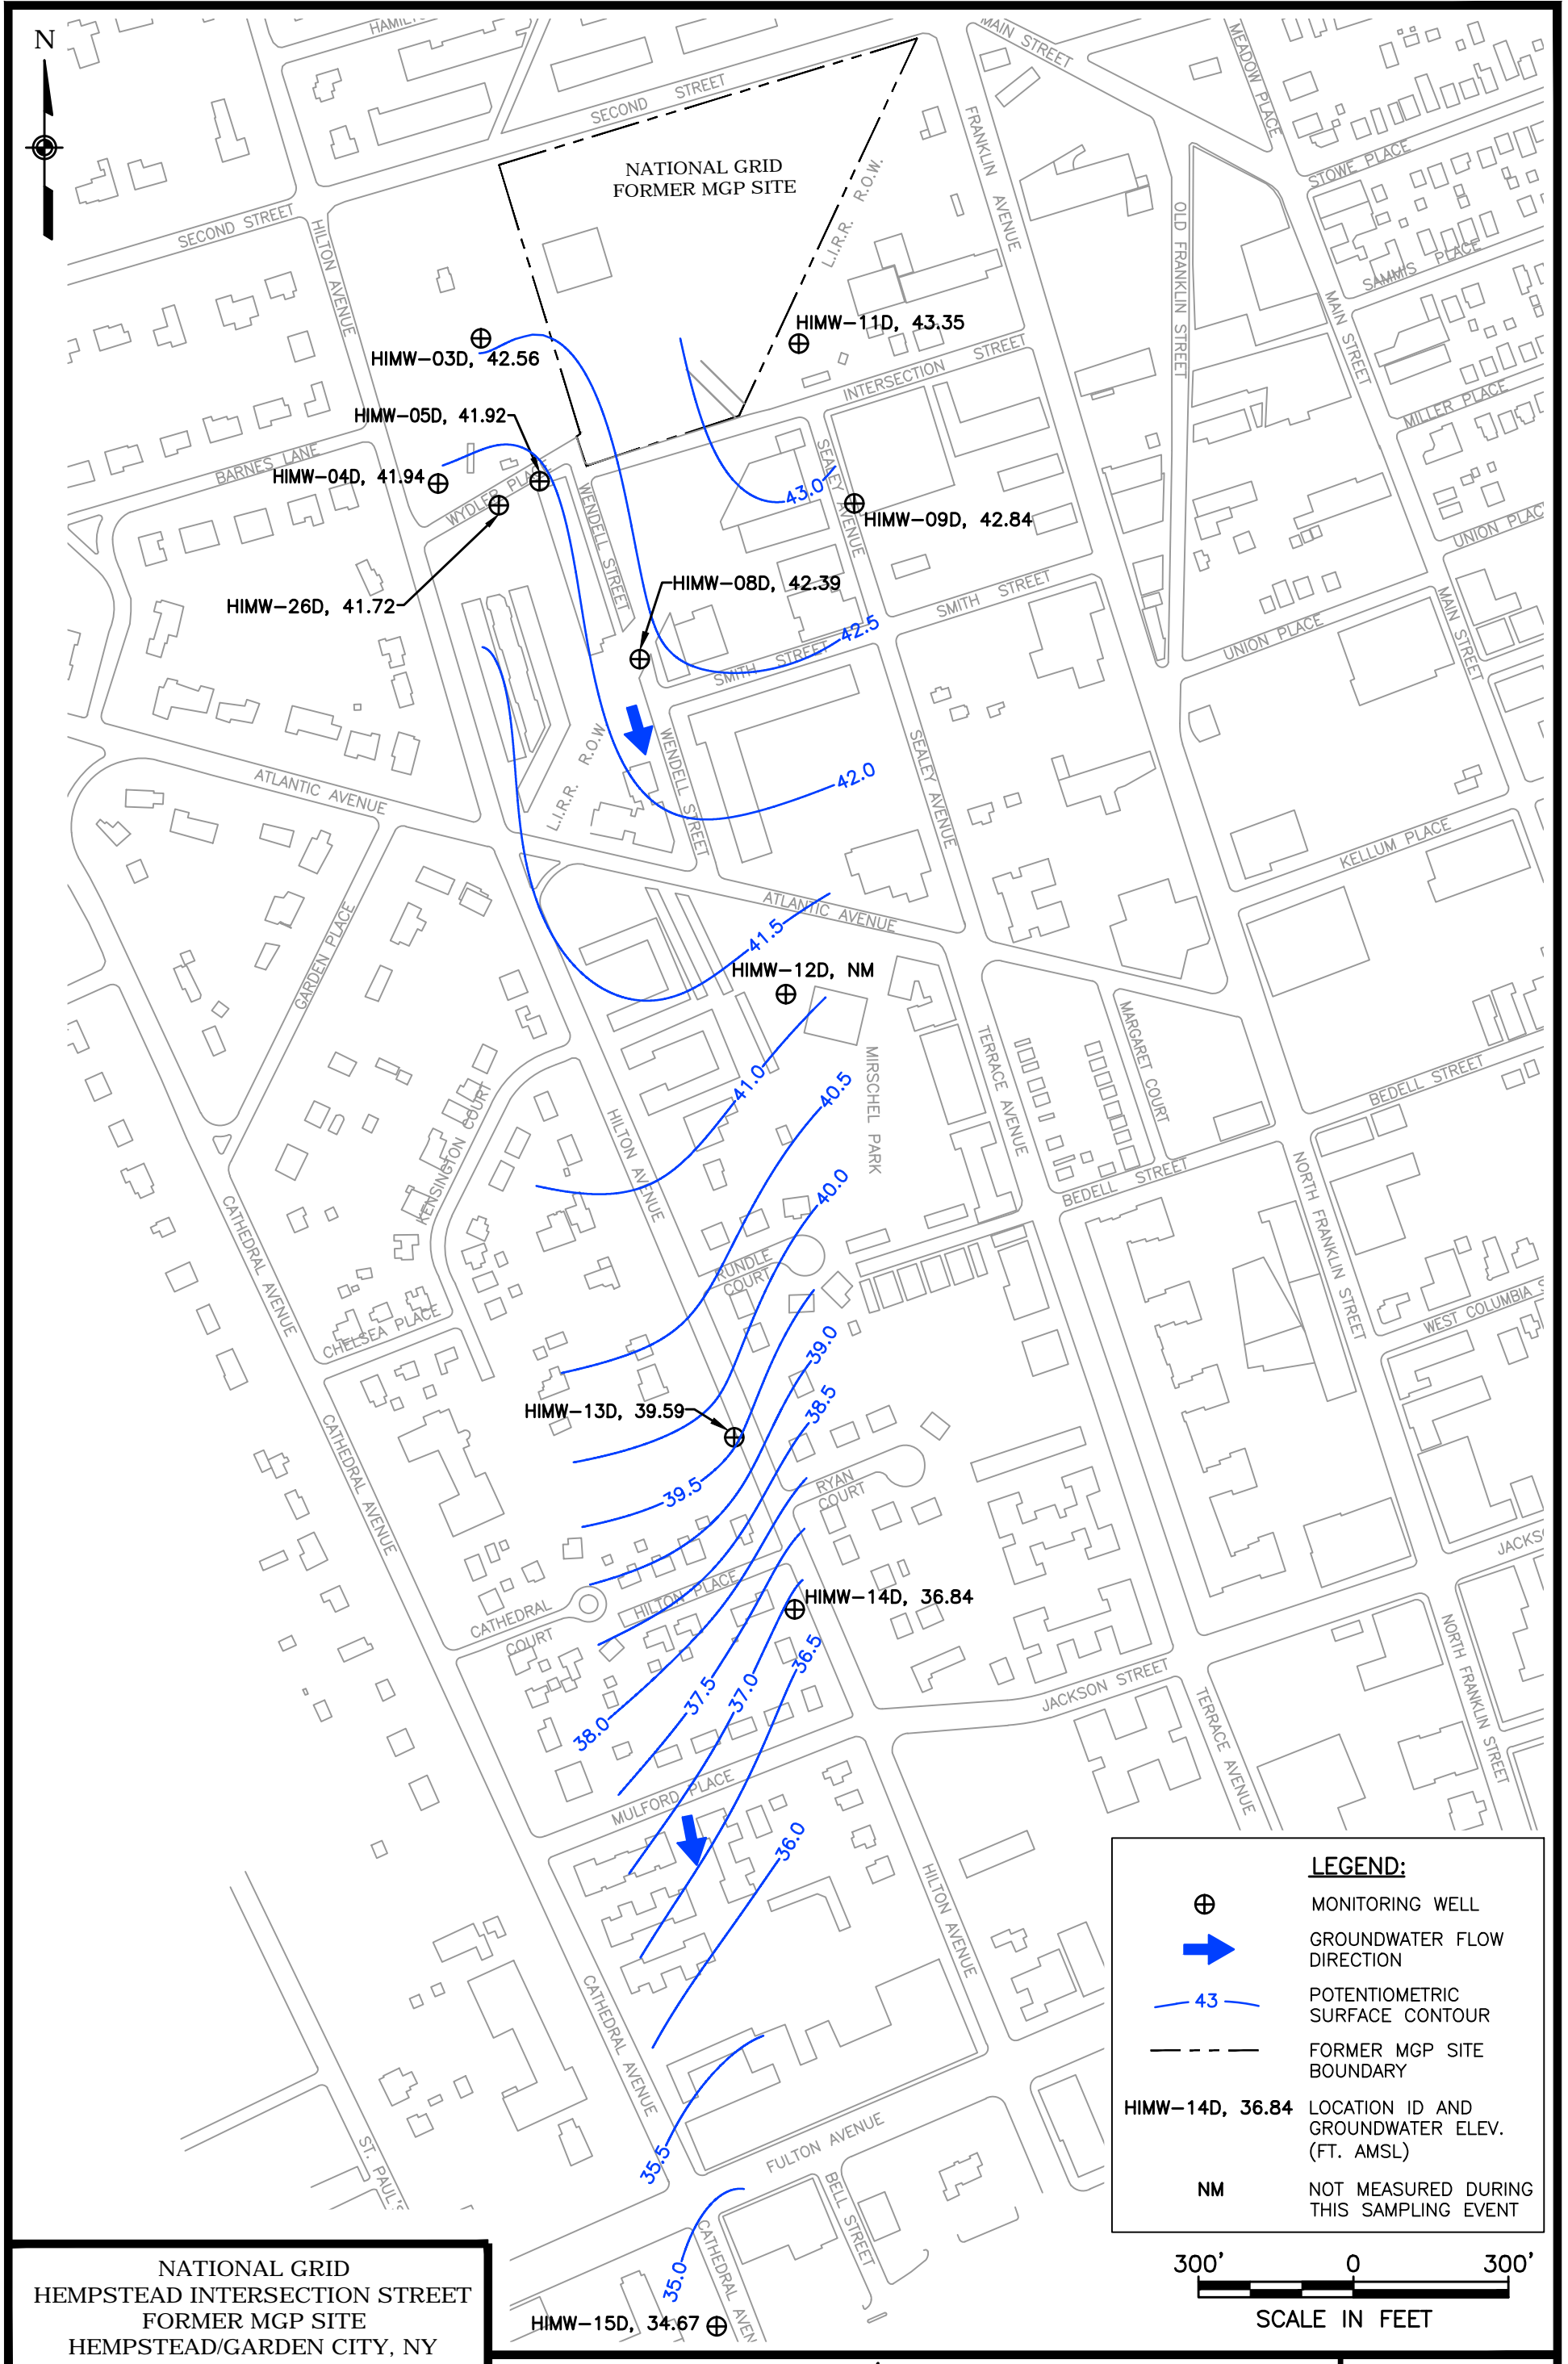 N
HAMIL
MAIN STREET
MEADOW PLACE
SECOND STREET
FRANKLIN AVENUE
NATIONAL GRID
FORMER MGP SITE
L.I.R.R. R.O.W.
STOWE PLACE
SECOND STREET
HILTON AVENUE
OLD FRANKLIN STREET
SAMMIS PLACE
MAIN STREET
HIMW-11D, 43.35
HIMW-03D, 42.56
INTERSECTION STREET
MILLER PLACE
HIMW-05D, 41.92
BARNES LANE
HIMW-04D, 41.94
SEALEY AVENUE
43.0
WYDLER PLACE
WENDELL STREET
HIMW-09D, 42.84
UNION PLAC
HIMW-08D, 42.39
SMITH STREET
HIMW-26D, 41.72
MAIN STREET
42.5
UNION PLACE
SMITH STREET
L.I.R.R. R.O.W
WENDELL STREET
SEALEY AVENUE
42.0
ATLANTIC AVENUE
KELLUM PLACE
GARDEN PLACE
ATLANTIC AVENUE
41.5
HIMW-12D, NM
MARGARET COURT
TERRACE AVENUE
MIRSCHEL PARK
41.0
40.5
BEDELL STREET
KENSINGTON COURT
HILTON AVENUE
BEDELL STREET
NORTH FRANKLIN STREET
40.0
CATHEDRAL AVENUE
RUNDLE
COURT
WEST COLUMBIA S
CHELSEA PLACE
39.0
38.5
HIMW-13D, 39.59
CATHEDRAL AVENUE
39.5
RYAN
COURT
JACKS
HILTON PLACE
HIMW-14D, 36.84
CATHEDRAL
COURT
36.5
NORTH FRANKLIN STREET
JACKSON STREET
37.5
37.0
38.0
TERRACE AVENUE
MULFORD PLACE
36.0
HILTON AVENUE
CATHEDRAL AVENUE
ST. PAUL'S
35.5
FULTON AVENUE
BELL STREET
CATHEDRAL AVEN
35.0
HIMW-15D, 34.67
LEGEND:
MONITORING WELL
GROUNDWATER FLOW
DIRECTION
43
POTENTIOMETRIC
SURFACE CONTOUR
FORMER MGP SITE
BOUNDARY
HIMW-14D, 36.84
LOCATION ID AND
GROUNDWATER ELEV.
(FT. AMSL)
NM
NOT MEASURED DURING
THIS SAMPLING EVENT
300' 0 300'
SCALE IN FEET
NATIONAL GRID
HEMPSTEAD INTERSECTION STREET
FORMER MGP SITE
HEMPSTEAD/GARDEN CITY, NY